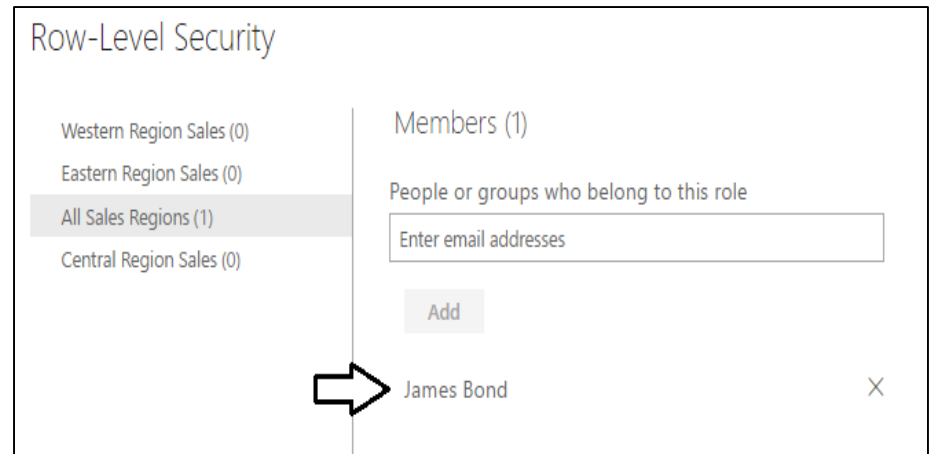 Row-Level Security
Western Region Sales (0)
Eastern Region Sales (0)
All Sales Regions (1)
Central Region Sales (0)
Members (1)
People or groups who belong to this role
Enter email addresses
Add
James Bond